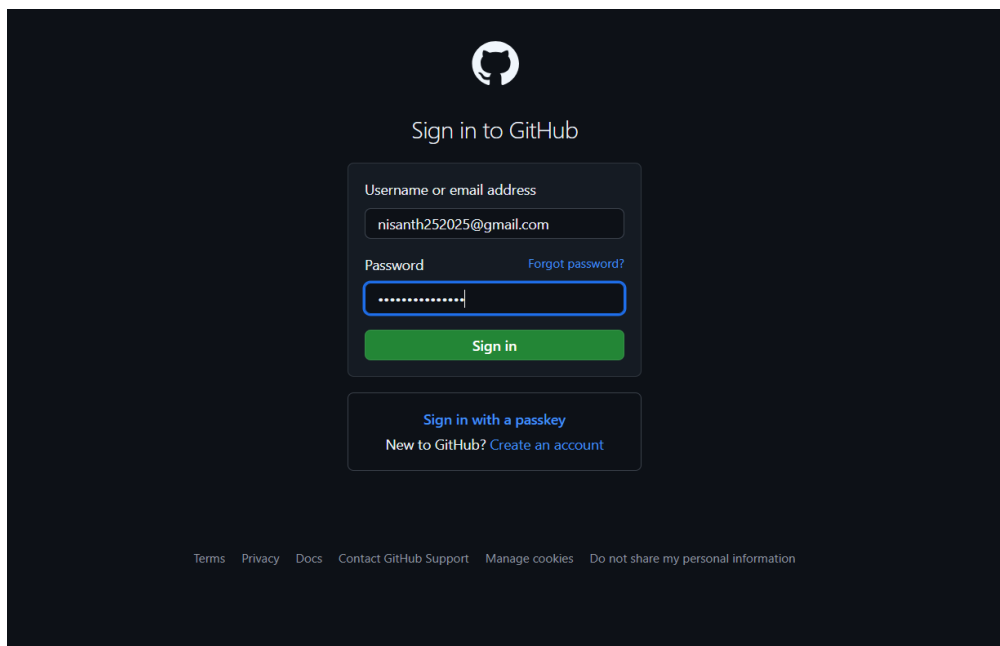 Sign in to GitHub
Username or email address
nisanth252025@gmail.com
Password Forgot password?
•••••••••••••••
Sign in
Sign in with a passkey
New to GitHub? Create an account
Terms Privacy Docs Contact GitHub Support Manage cookies Do not share my personal information